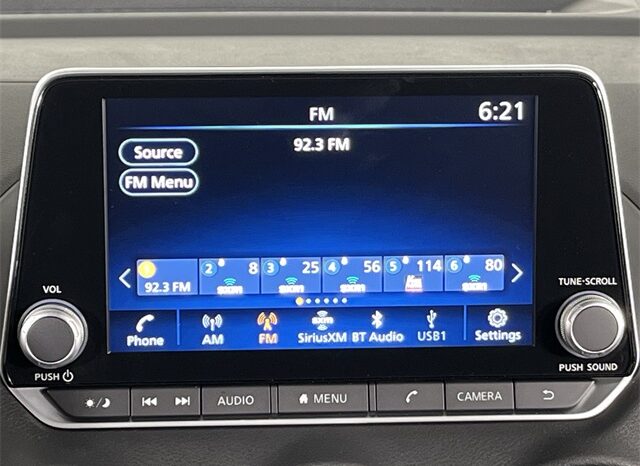 FM 6:21
92.3 FM
Source
FM Menu
1 2 8 3 25 4 56 5 114 6 80
92.3 FM
VOL
TUNE-SCROLL
Phone AM FM SiriusXM BT Audio USB1 Settings
PUSH
PUSH SOUND
AUDIO MENU CAMERA